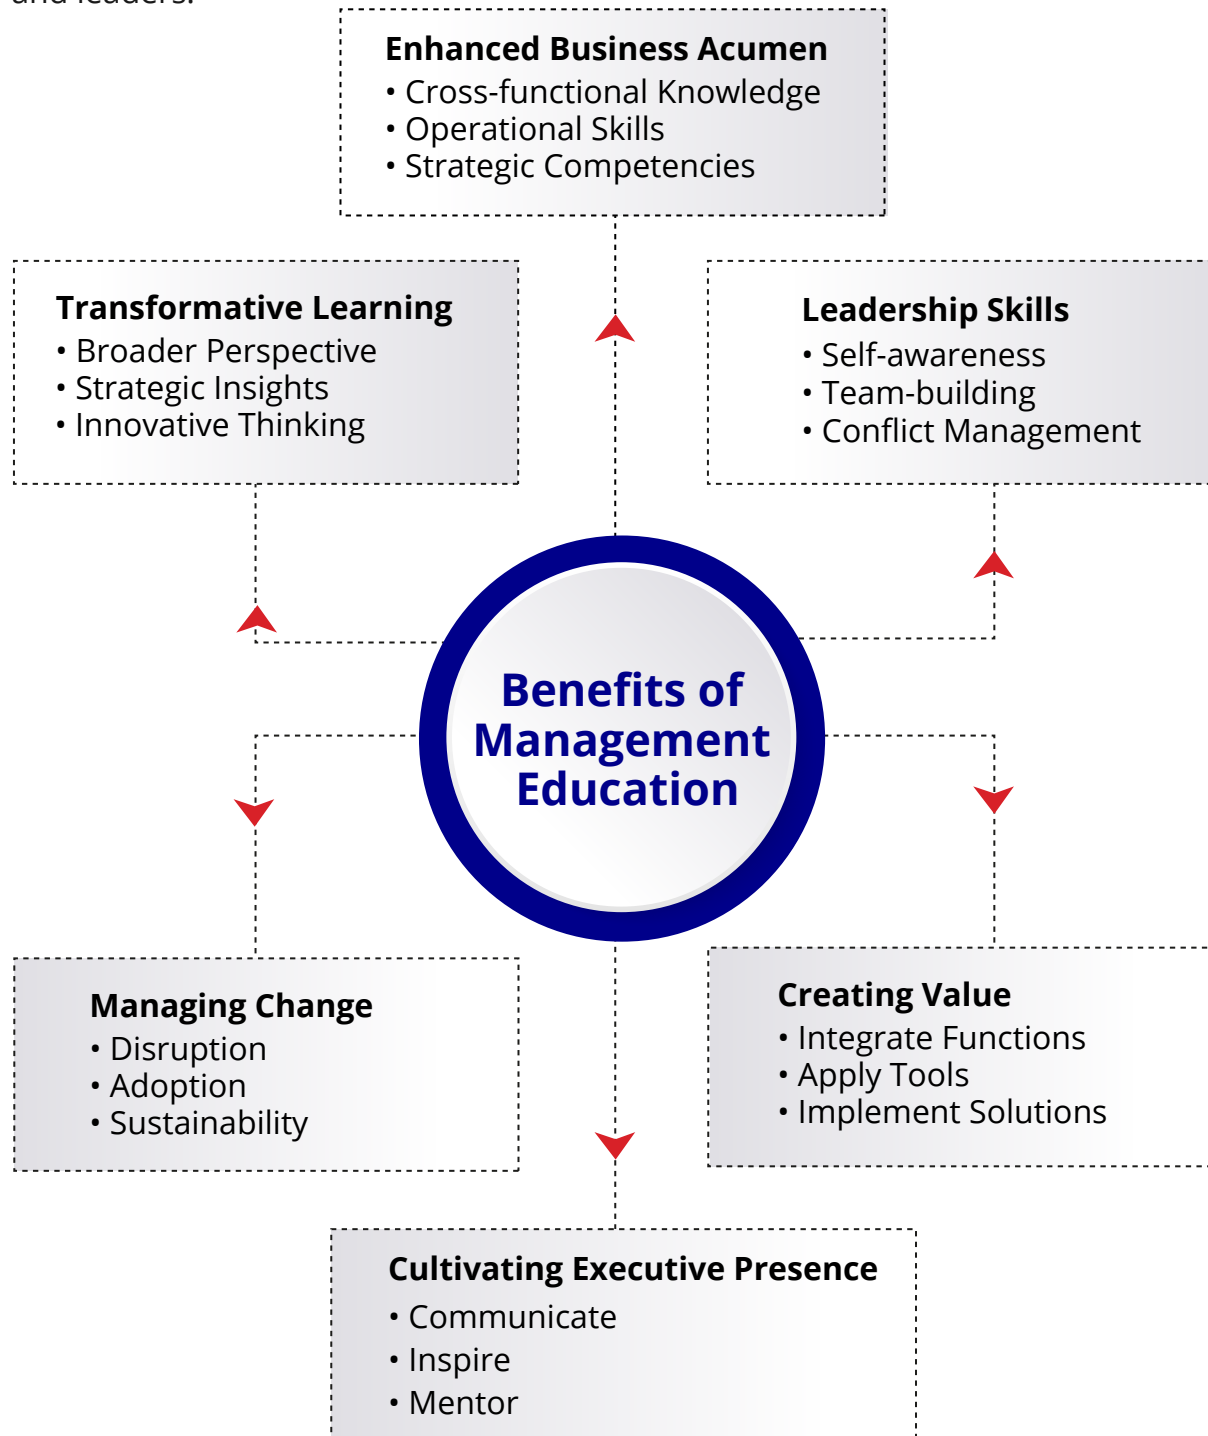 and leaders.
Enhanced Business Acumen
• Cross-functional Knowledge
• Operational Skills
• Strategic Competencies
Transformative Learning
• Broader Perspective
• Strategic Insights
• Innovative Thinking
Leadership Skills
• Self-awareness
• Team-building
• Conflict Management
Benefits of
Management
Education
Managing Change
• Disruption
• Adoption
• Sustainability
Creating Value
• Integrate Functions
• Apply Tools
• Implement Solutions
Cultivating Executive Presence
• Communicate
• Inspire
• Mentor